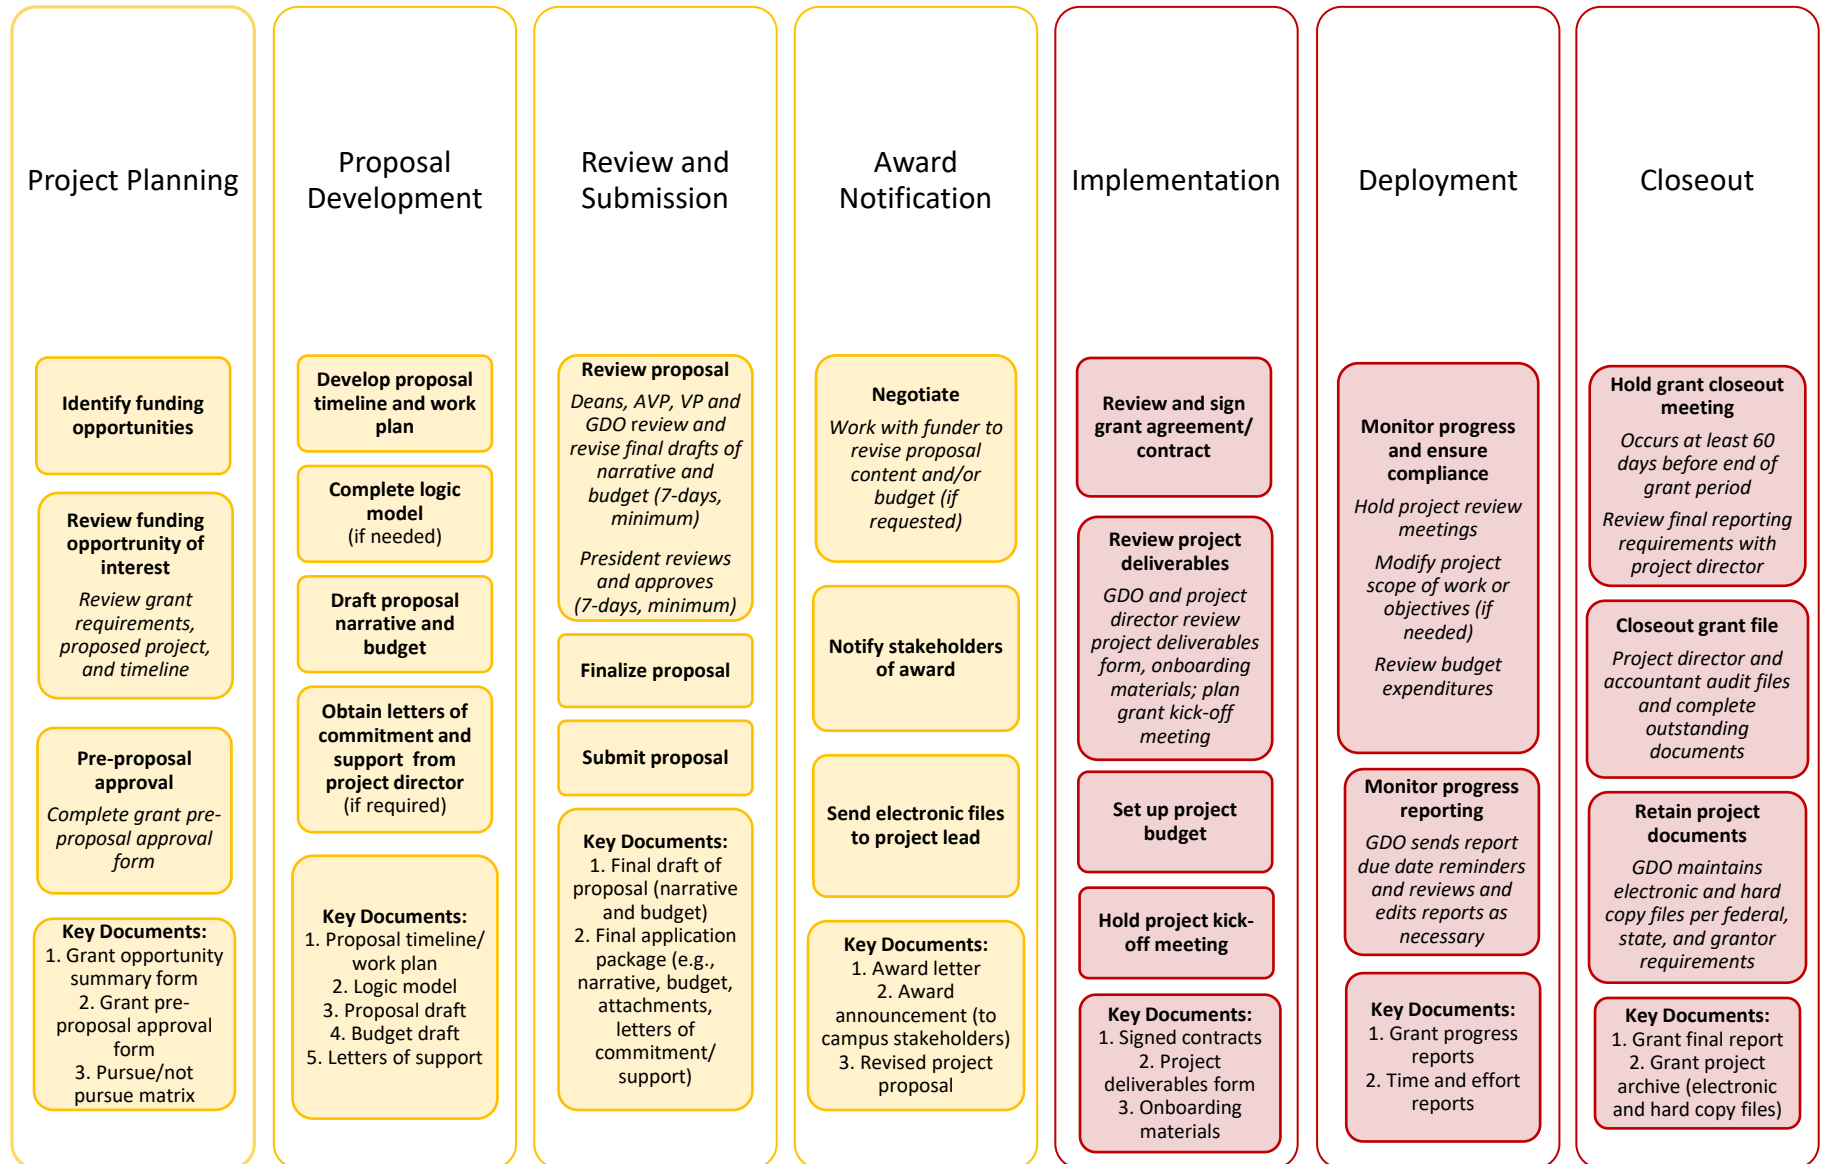 Project Planning
Identify funding
opportunities
Review funding
opportrunity of
interest
Review grant
requirements,
proposed project,
and timeline
Pre-proposal
approval
Complete grant pre-
proposal approval
form
Key Documents:
1. Grant opportunity
summary form
2. Grant pre-
proposal approval
form
3. Pursue/not
pursue matrix
Proposal
Development
Develop proposal
timeline and work
plan
Complete logic
model
(if needed)
Draft proposal
narrative and
budget
Obtain letters of
commitment and
support from
project director
(if required)
Key Documents:
1. Proposal timeline/
work plan
2. Logic model
3. Proposal draft
4. Budget draft
5. Letters of support
Review and
Submission
Review proposal
Deans, AVP, VP and
GDO review and
revise final drafts of
narrative and
budget (7-days,
minimum)
President reviews
and approves
(7-days, minimum)
Finalize proposal
Submit proposal
Key Documents:
1. Final draft of
proposal (narrative
and budget)
2. Final application
package (e.g.,
narrative, budget,
attachments,
letters of
commitment/
support)
Award
Notification
Negotiate
Work with funder to
revise proposal
content and/or
budget (if
requested)
Notify stakeholders
of award
Send electronic files
to project lead
Key Documents:
1. Award letter
2. Award
announcement (to
campus stakeholders)
3. Revised project
proposal
Implementation
Review and sign
grant agreement/
contract
Review project
deliverables
GDO and project
director review
project deliverables
form, onboarding
materials; plan
grant kick-off
meeting
Set up project
budget
Hold project kick-
off meeting
Key Documents:
1. Signed contracts
2. Project
deliverables form
3. Onboarding
materials
Deployment
Monitor progress
and ensure
compliance
Hold project review
meetings
Modify project
scope of work or
objectives (if
needed)
Review budget
expenditures
Monitor progress
reporting
GDO sends report
due date reminders
and reviews and
edits reports as
necessary
Key Documents:
1. Grant progress
reports
2. Time and effort
reports
Closeout
Hold grant closeout
meeting
Occurs at least 60
days before end of
grant period
Review final reporting
requirements with
project director
Closeout grant file
Project director and
accountant audit files
and complete
outstanding
documents
Retain project
documents
GDO maintains
electronic and hard
copy files per federal,
state, and grantor
requirements
Key Documents:
1. Grant final report
2. Grant project
archive (electronic
and hard copy files)